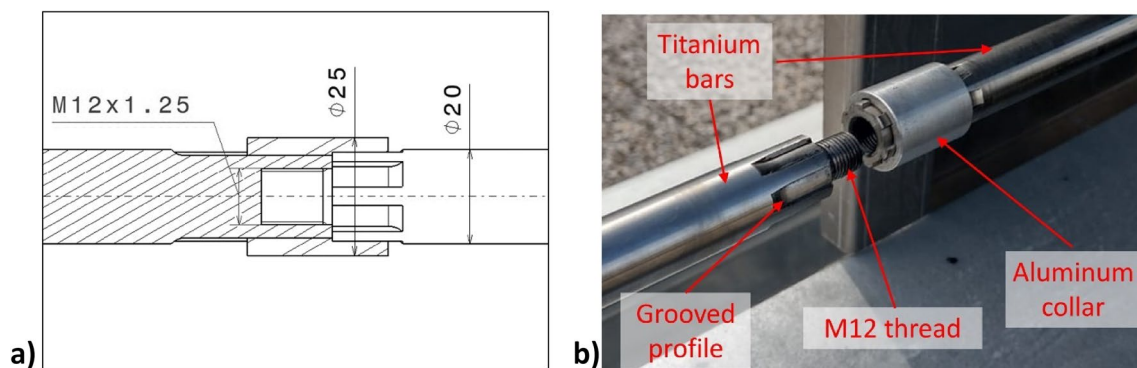 a)
M12x1.25
ϕ25
ϕ20
b)
Titanium
bars
Grooved
profile
M12 thread
Aluminum
collar